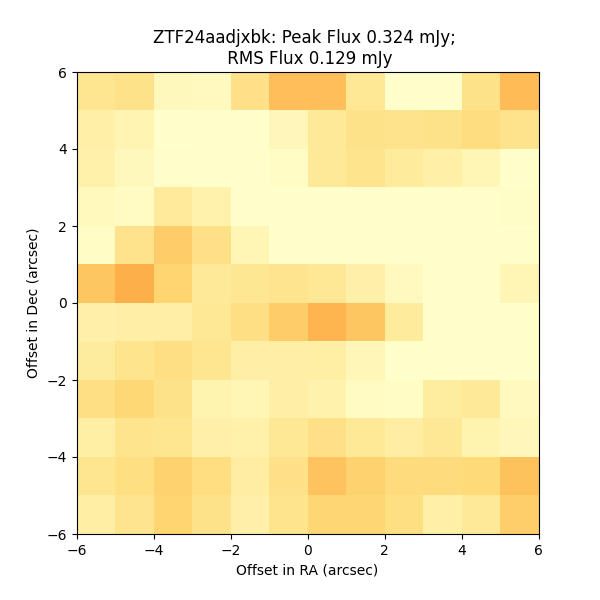 ZTF24aadjxbk: Peak Flux 0.324 mJy;
RMS Flux 0.129 mJy
6
4
2
0
−2
−4
−6
Offset in Dec (arcsec)
−6 −4 −2 0 2 4 6
Offset in RA (arcsec)